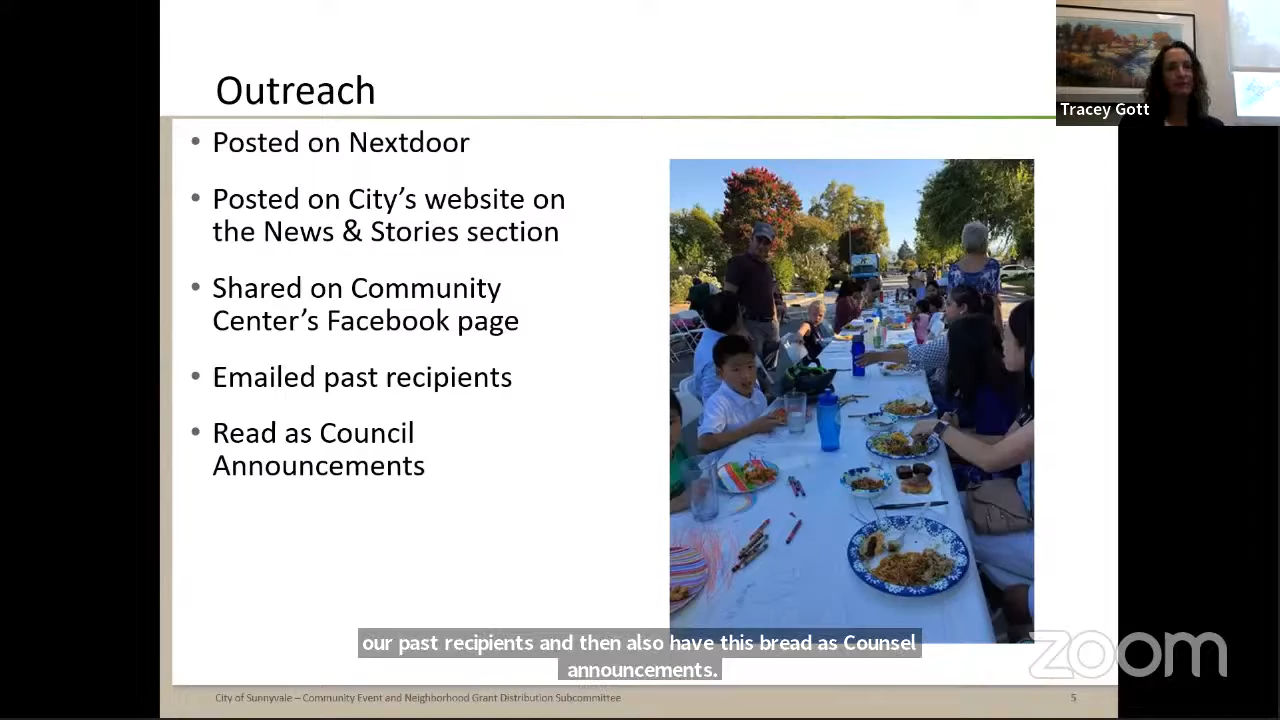 Outreach
Tracey Gott
• Posted on Nextdoor
• Posted on City's website on
the News & Stories section
• Shared on Community
Center's Facebook page
• Emailed past recipients
• Read as Council
Announcements
our past recipients and then also have this bread as Counsel
announcements.
zoom
City of Sunnyvale – Community Event and Neighborhood Grant Distribution Subcommittee
5